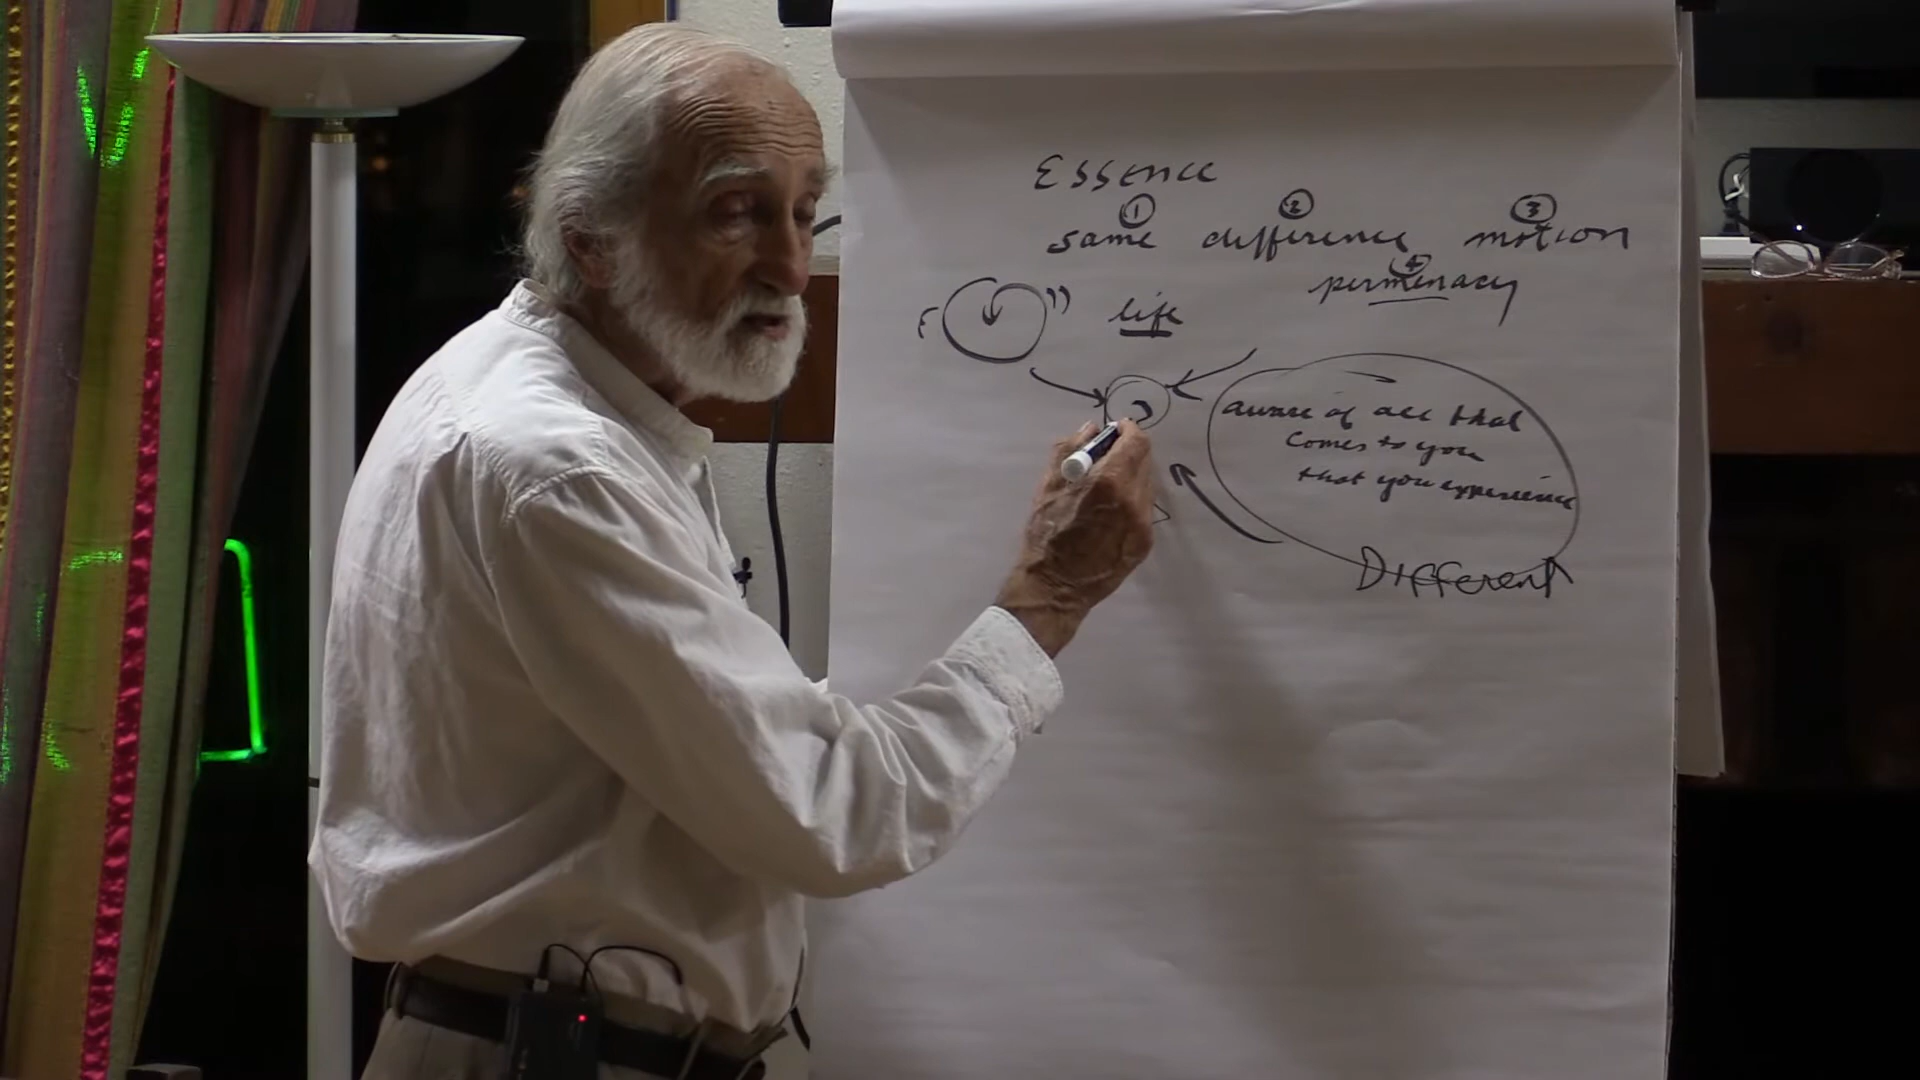 Essence
① ② ③
same difference motion
④
permenacy
life
aware of all that
comes to you
that you experience
Different